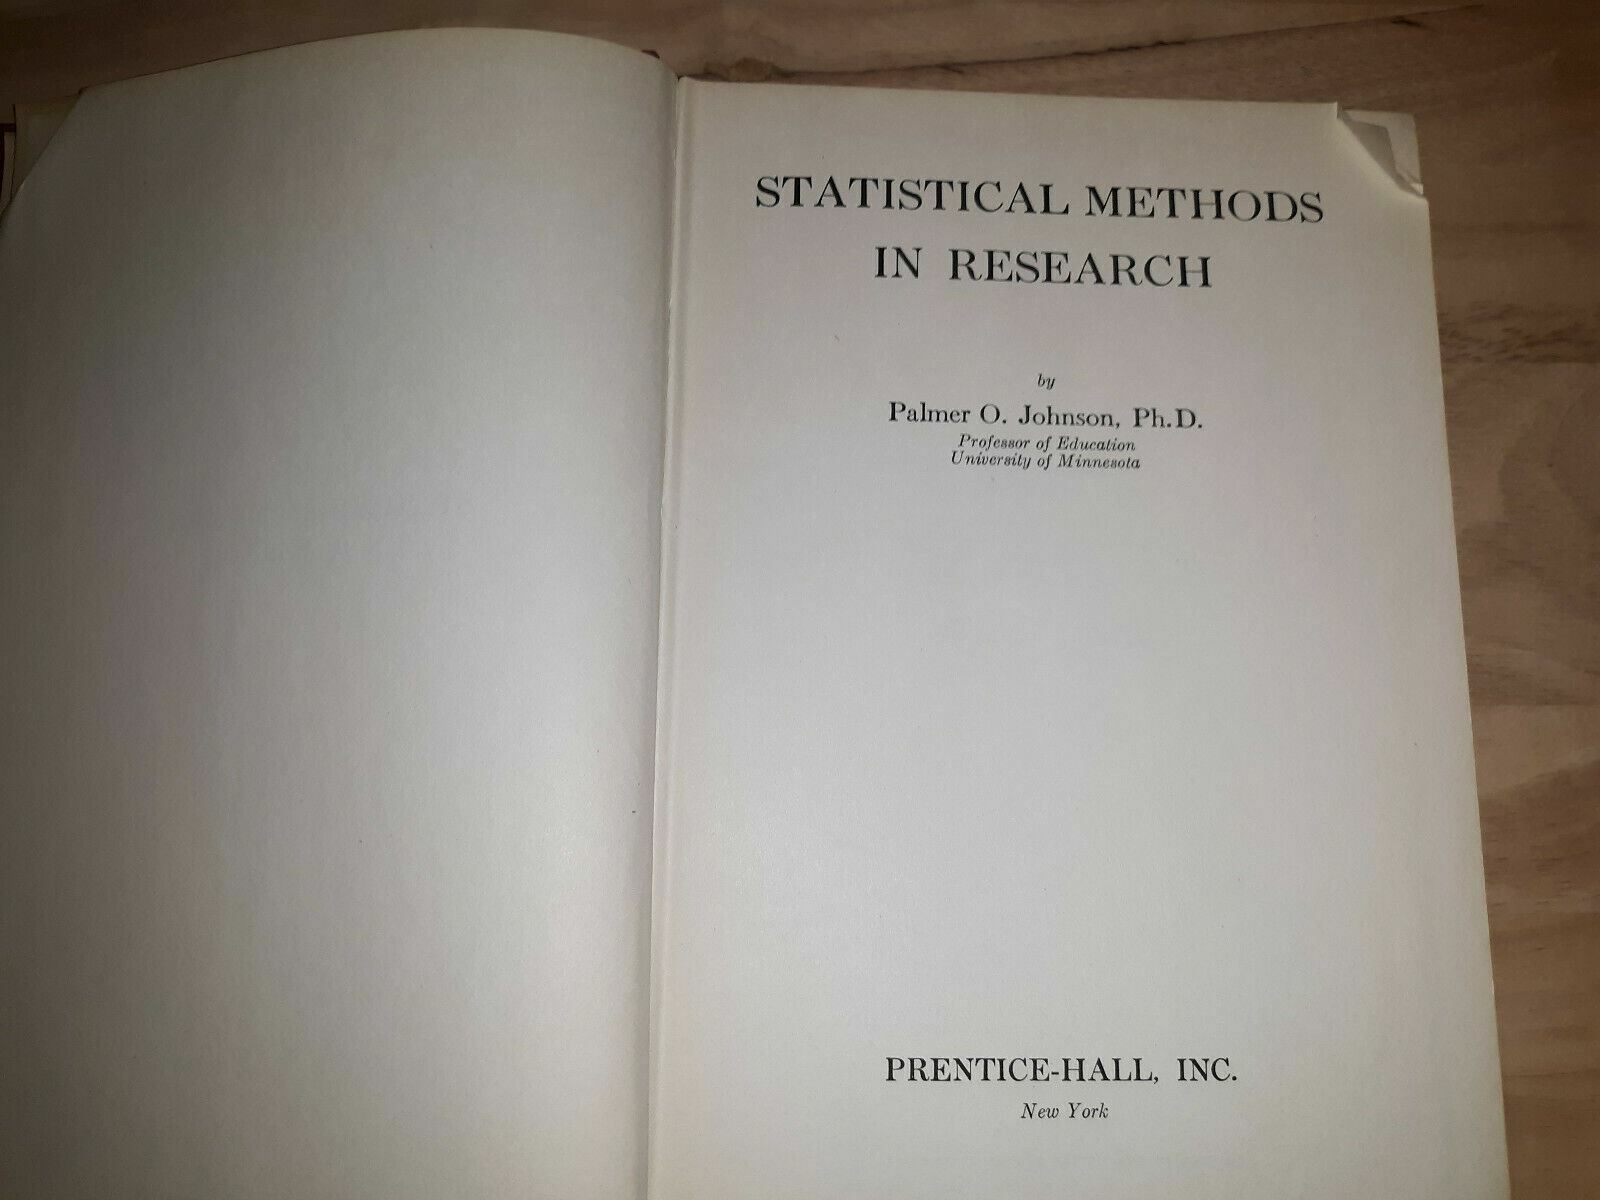 STATISTICAL METHODS
IN RESEARCH
by
Palmer O. Johnson, Ph.D.
Professor of Education
University of Minnesota
PRENTICE-HALL, INC.
New York